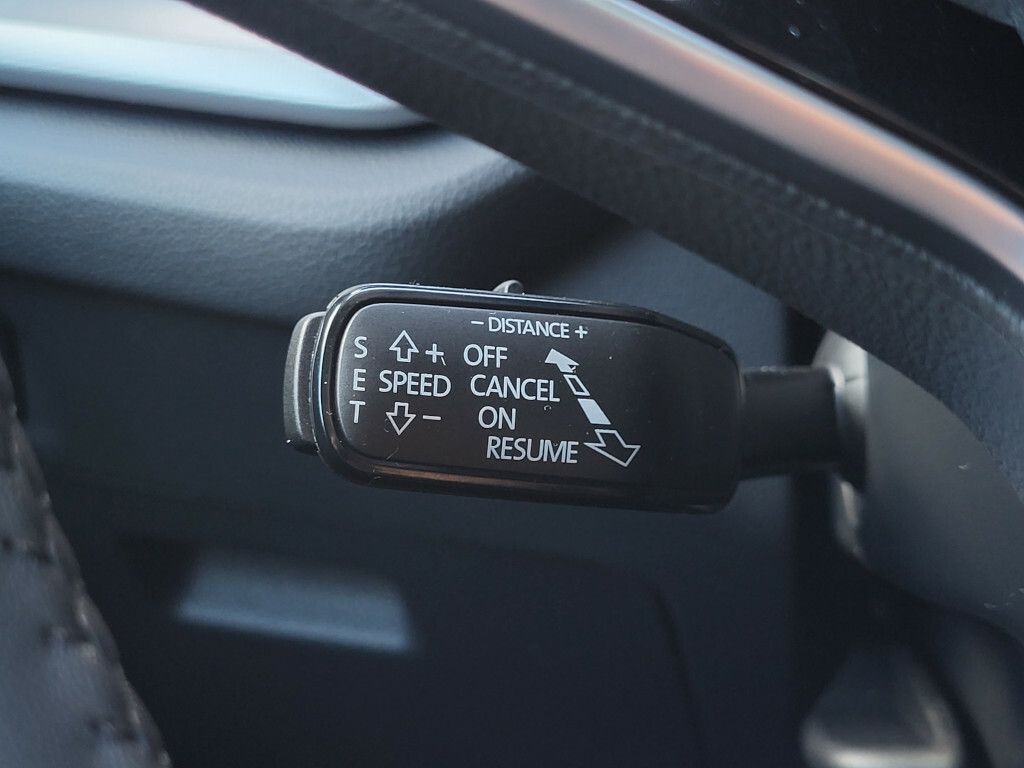 - DISTANCE +
S + OFF
E SPEED CANCEL
T - ON
RESUME